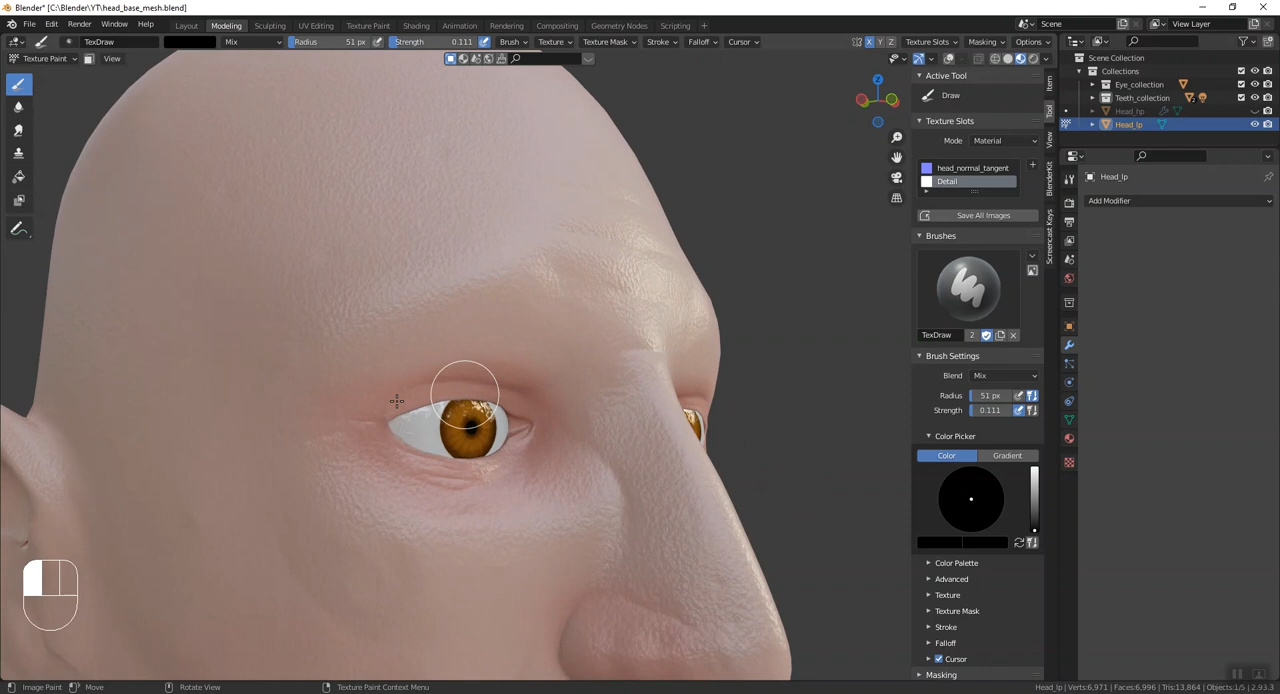 Blender* [C:\Blender\YT\head_base_mesh.blend]
File Edit Render Window Help Layout Modeling Sculpting UV Editing Texture Paint Shading Animation Rendering Compositing Geometry Nodes Scripting + Scene View Layer
TexDraw Mix Radius 51 px Strength 0.111 Brush Texture Texture Mask Stroke Falloff Cursor X Y Z Texture Slots Masking Options
Texture Paint View
Scene Collection
Collections
Eye_collection
Teeth_collection
Head_hp
Head_lp
Z
Active Tool
Draw
Texture Slots
Mode Material
head_normal_tangent
Detail
Save All Images
Brushes
TexDraw 2
Brush Settings
Blend Mix
Radius 51 px
Strength 0.111
Color Picker
Color Gradient
Color Palette
Advanced
Texture
Texture Mask
Stroke
Falloff
Cursor
Masking
Item
Tool
View
BlenderKit
Screencast Keys
Head_lp
Add Modifier
Image Paint Move Rotate View Texture Paint Context Menu Head_lp | Verts:6,971 | Faces:6,996 | Tris:13,864 | Objects:1/5 | 2.93.3